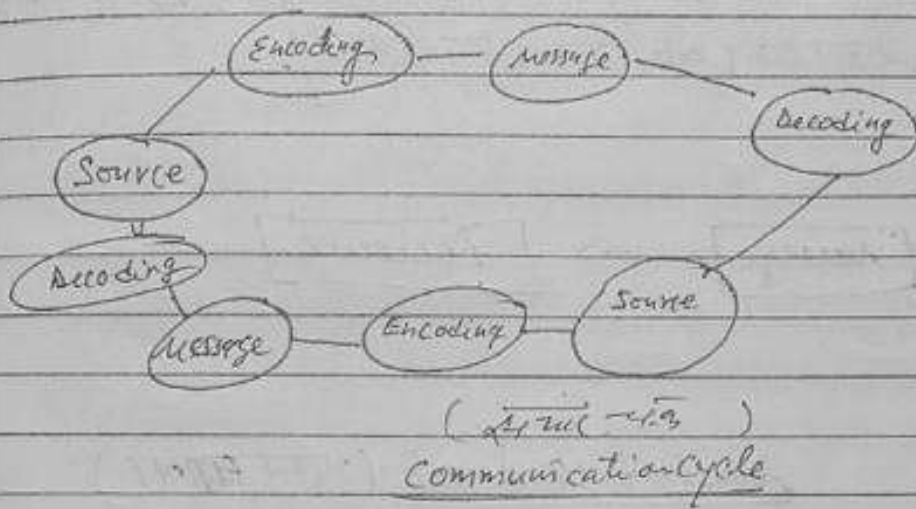 Encoding
Message
Decoding
Source
Decoding
Message
Encoding
Source
Communication Cycle